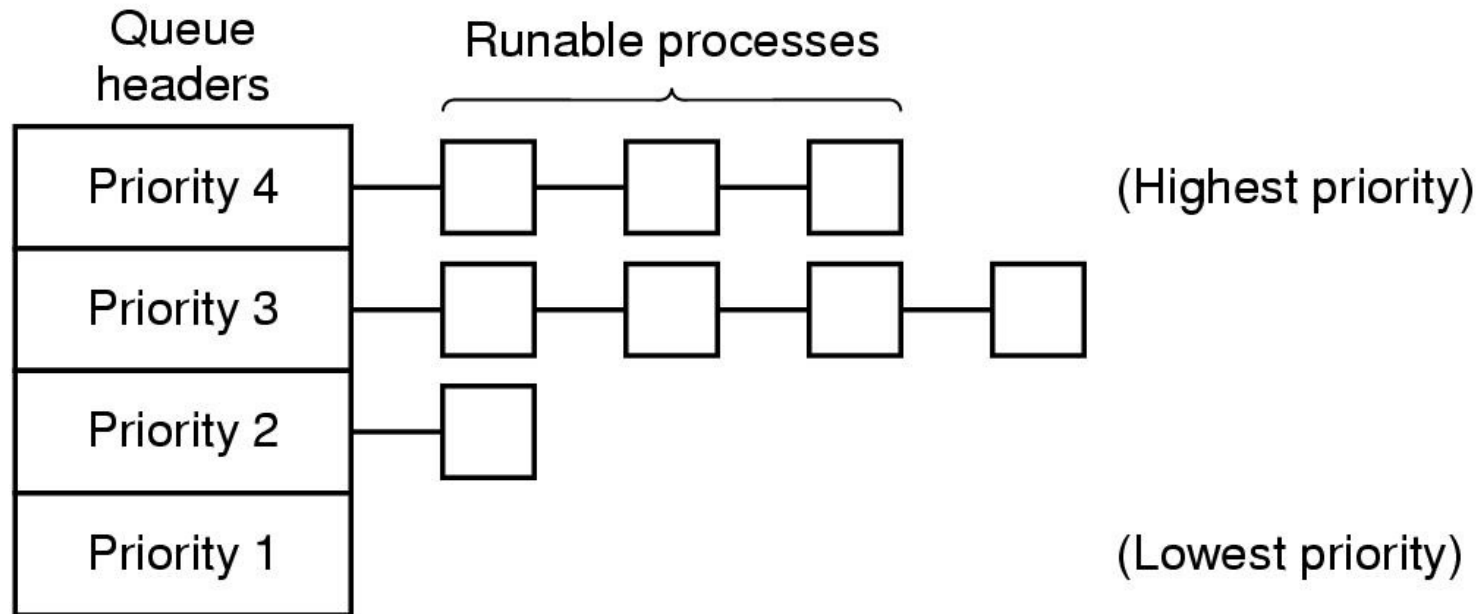 Queue
headers
Runable processes
Priority 4
(Highest priority)
Priority 3
Priority 2
Priority 1
(Lowest priority)